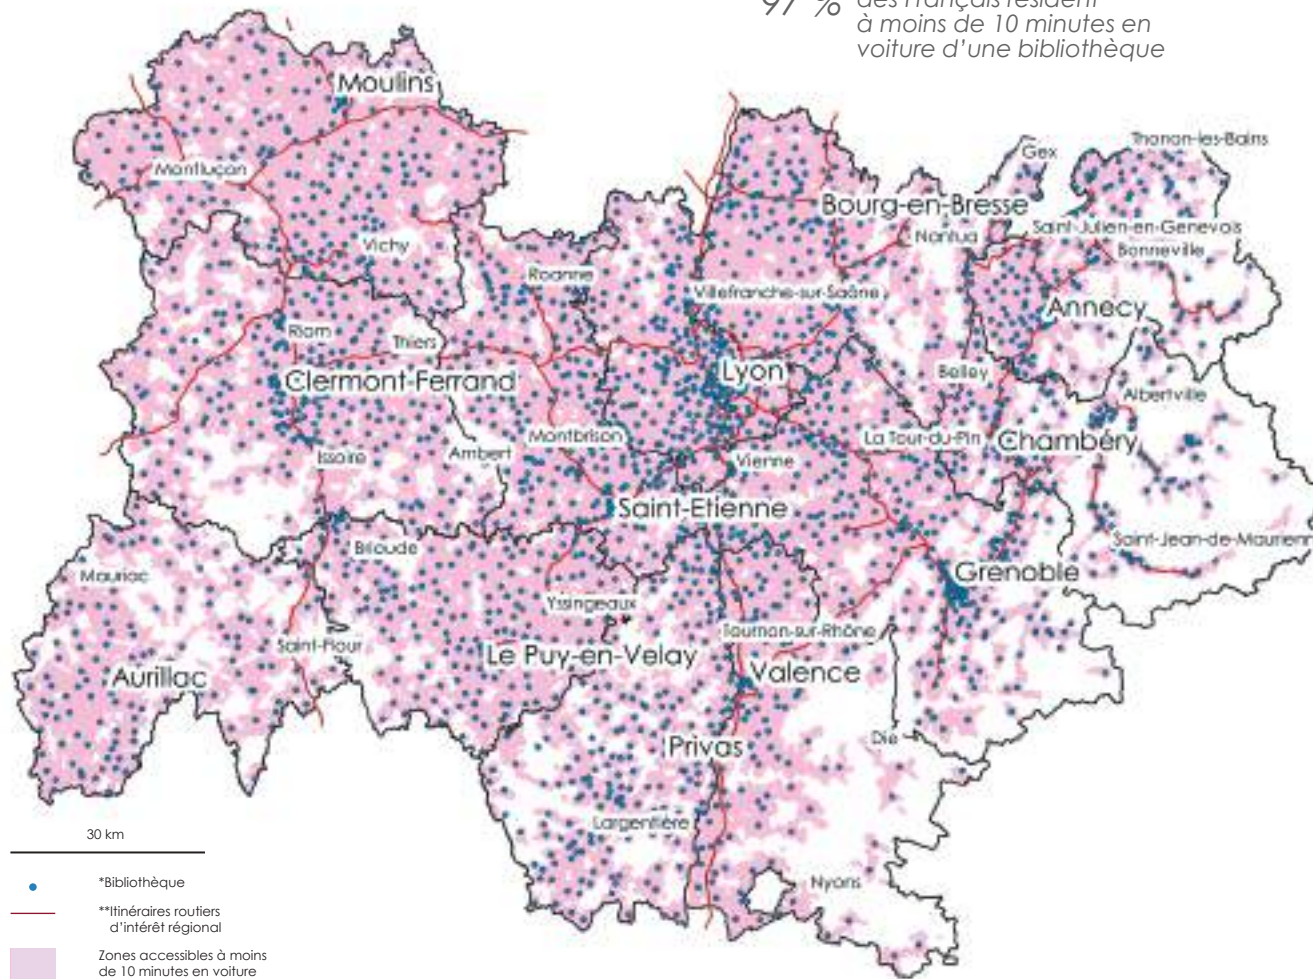 97 % des Français résident
à moins de 10 minutes en
voiture d'une bibliothèque
Moulins
Montluçon
Vichy
Roanne
Bourg-en-Bresse
Gex
Thonon-les-Bains
Nantua
Saint-Julien-en-Genevois
Bonneville
Villefranche-sur-Saône
Annecy
Riom
Thiers
Clermont-Ferrand
Lyon
Belley
Albertville
Issoire
Ambert
Montbrison
Vienne
La Tour-du-Pin
Chambéry
Saint-Etienne
Saint-Jean-de-Maurienn
Brioude
Mauriac
Grenoble
Yssingeaux
Saint-Flour
Tournon-sur-Rhône
Le Puy-en-Velay
Valence
Aurillac
Privas
Die
Largentière
Nyons
30 km
*Bibliothèque
**Itinéraires routiers
d'intérêt régional
Zones accessibles à moins
de 10 minutes en voiture